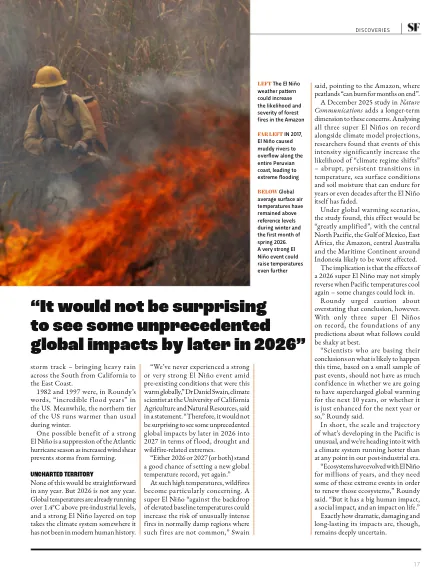 DISCOVERIES
SF
LEFT The El Niño
weather pattern
could increase
the likelihood and
severity of forest
fires in the Amazon
FAR LEFT In 2017,
El Niño caused
muddy rivers to
overflow along the
entire Peruvian
coast, leading to
extreme flooding
BELOW Global
average surface air
temperatures have
remained above
reference levels
during winter and
the first month of
spring 2026.
A very strong El
Niño event could
raise temperatures
even further
“It would not be surprising
to see some unprecedented
global impacts by later in 2026”
storm track – bringing heavy rain
across the South from California to
the East Coast.
1982 and 1997 were, in Roundy's
words, “incredible flood years” in
the US. Meanwhile, the northern tier
of the US runs warmer than usual
during winter.
One possible benefit of a strong
El Niño is a suppression of the Atlantic
hurricane season as increased wind shear
prevents storms from forming.
UNCHARTED TERRITORY
None of this would be straightforward
in any year. But 2026 is not any year.
Global temperatures are already running
over 1.4°C above pre-industrial levels,
and a strong El Niño layered on top
takes the climate system somewhere it
has not been in modern human history.
“We've never experienced a strong
or very strong El Niño event amid
pre-existing conditions that were this
warm globally,” Dr Daniel Swain, climate
scientist at the University of California
Agriculture and Natural Resources, said
in a statement. “Therefore, it would not
be surprising to see some unprecedented
global impacts by later in 2026 into
2027 in terms of flood, drought and
wildfire-related extremes.
“Either 2026 or 2027 (or both) stand
a good chance of setting a new global
temperature record, yet again.”
At such high temperatures, wildfires
become particularly concerning. A
super El Niño “against the backdrop
of elevated baseline temperatures could
increase the risk of unusually intense
fires in normally damp regions where
such fires are not common,” Swain
said, pointing to the Amazon, where
peatlands “can burn for months on end”.
A December 2025 study in Nature
Communications adds a longer-term
dimension to these concerns. Analysing
all three super El Niños on record
alongside climate model projections,
researchers found that events of this
intensity significantly increase the
likelihood of “climate regime shifts”
– abrupt, persistent transitions in
temperature, sea surface conditions
and soil moisture that can endure for
years or even decades after the El Niño
itself has faded.
Under global warming scenarios,
the study found, this effect would be
“greatly amplified”, with the central
North Pacific, the Gulf of Mexico, East
Africa, the Amazon, central Australia
and the Maritime Continent around
Indonesia likely to be worst affected.
The implication is that the effects of
a 2026 super El Niño may not simply
reverse when Pacific temperatures cool
again – some changes could lock in.
Roundy urged caution about
overstating that conclusion, however.
With only three super El Niños
on record, the foundations of any
predictions about what follows could
be shaky at best.
“Scientists who are basing their
conclusions on what is likely to happen
this time, based on a small sample of
past events, should not have as much
confidence in whether we are going
to have supercharged global warming
for the next 10 years, or whether it
is just enhanced for the next year or
so,” Roundy said.
In short, the scale and trajectory
of what's developing in the Pacific is
unusual, and we're heading into it with
a climate system running hotter than
at any point in our post-industrial era.
“Ecosystems have evolved with El Niño
for millions of years, and they need
some of these extreme events in order
to renew those ecosystems,” Roundy
said. “But it has a big human impact,
a social impact, and an impact on life.”
Exactly how dramatic, damaging and
long-lasting its impacts are, though,
remains deeply uncertain.
17